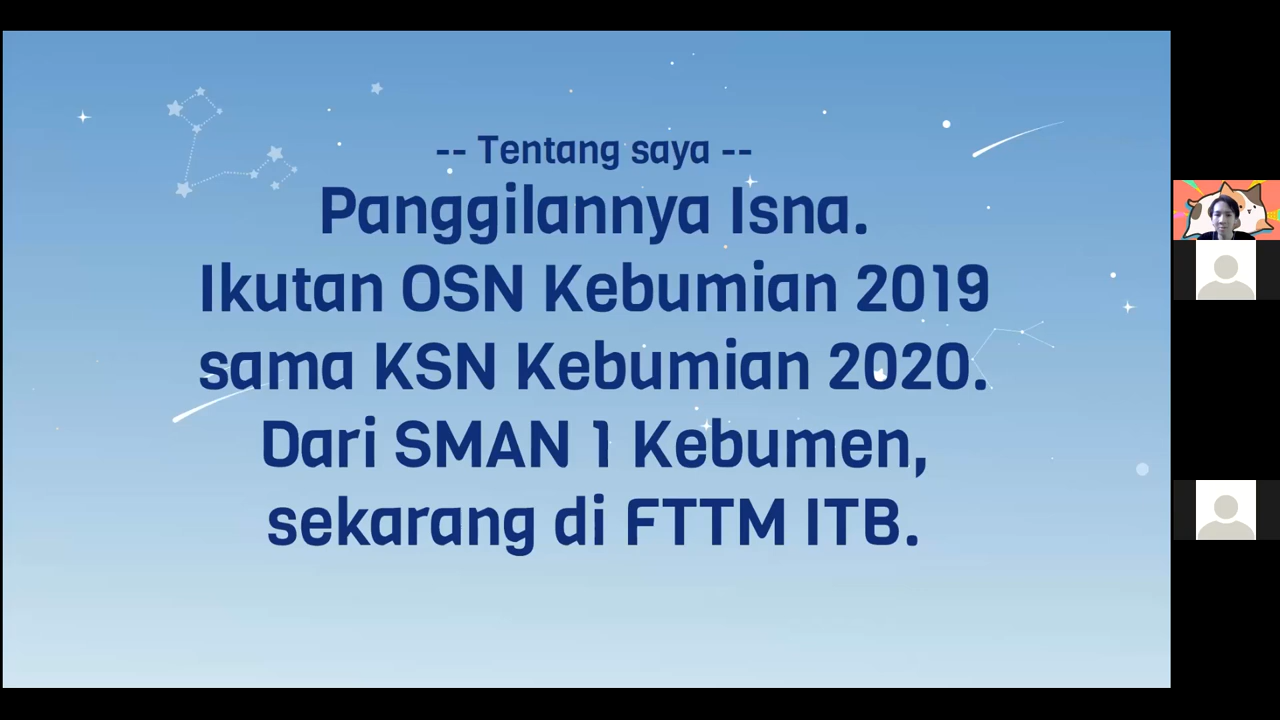 -- Tentang saya --
Panggilannya Isna.
Ikutan OSN Kebumian 2019
sama KSN Kebumian 2020.
Dari SMAN 1 Kebumen,
sekarang di FTTM ITB.